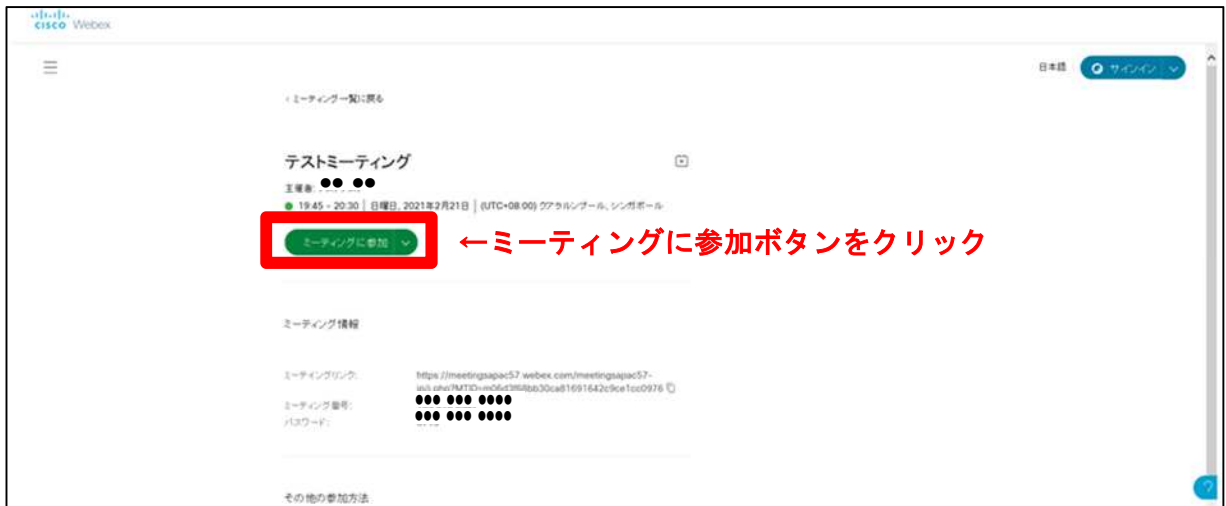 cisco Webex
日本語
サインイン
‹ ミーティング一覧に戻る
テストミーティング
主催者: ●● ●●
19:45 - 20:30 | 日曜日, 2021年2月21日 | (UTC+08:00) クアラルンプール、シンガポール
ミーティングに参加
←ミーティングに参加ボタンをクリック
ミーティング情報
ミーティングリンク:
https://meetingsapac57.webex.com/meetingsapac57-
ミーティング番号: ●●● ●●● ●●●●
パスワード: ●●● ●●● ●●●●
その他の参加方法
?